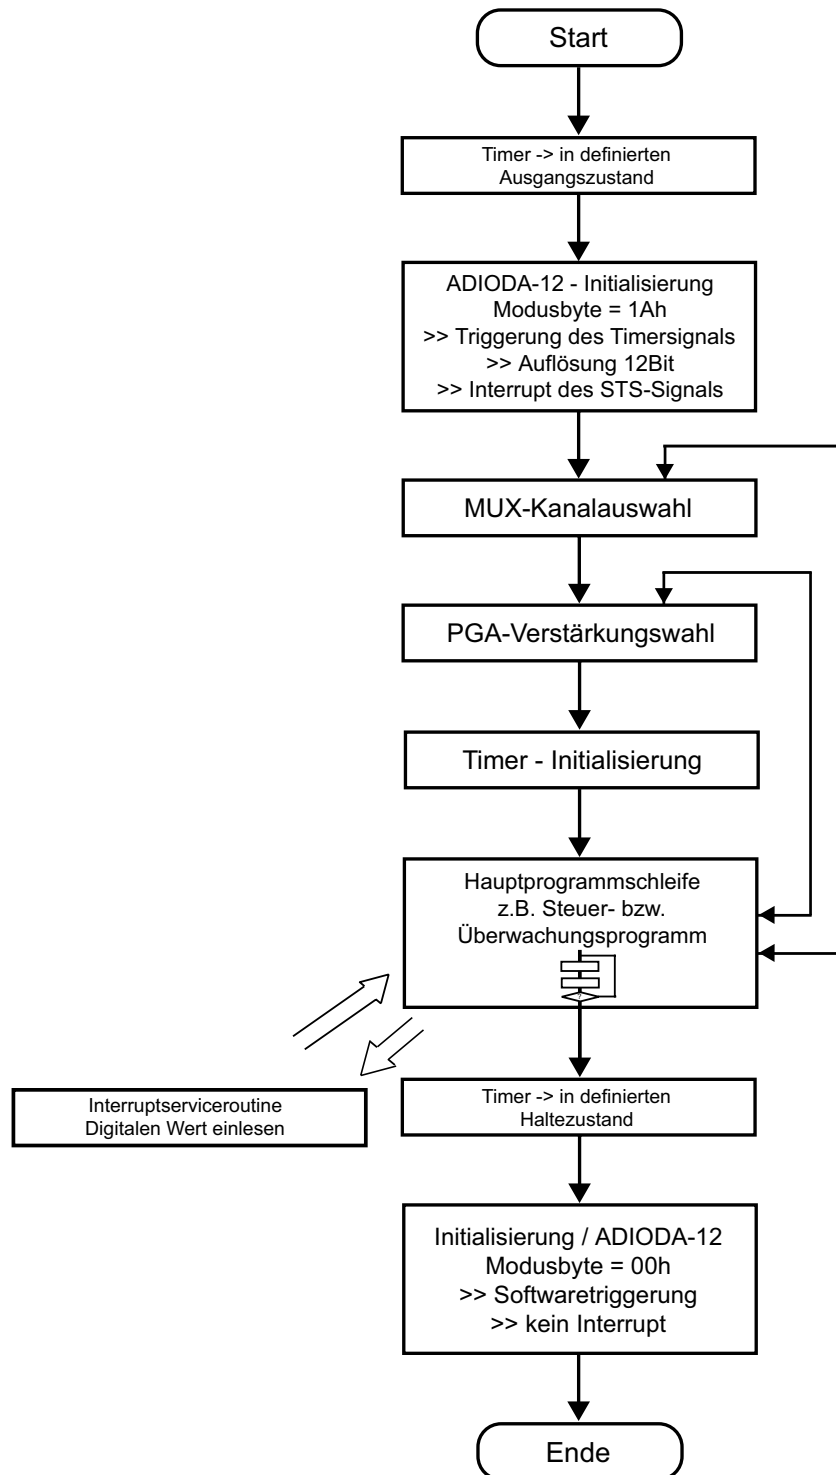 Start
Timer -> in definierten
Ausgangszustand
ADIODA-12 - Initialisierung
Modusbyte = 1Ah
>> Triggerung des Timersignals
>> Auflösung 12Bit
>> Interrupt des STS-Signals
MUX-Kanalauswahl
PGA-Verstärkungswahl
Timer - Initialisierung
Hauptprogrammschleife
z.B. Steuer- bzw.
Überwachungsprogramm
Interruptserviceroutine
Digitalen Wert einlesen
Timer -> in definierten
Haltezustand
Initialisierung / ADIODA-12
Modusbyte = 00h
>> Softwaretriggerung
>> kein Interrupt
Ende